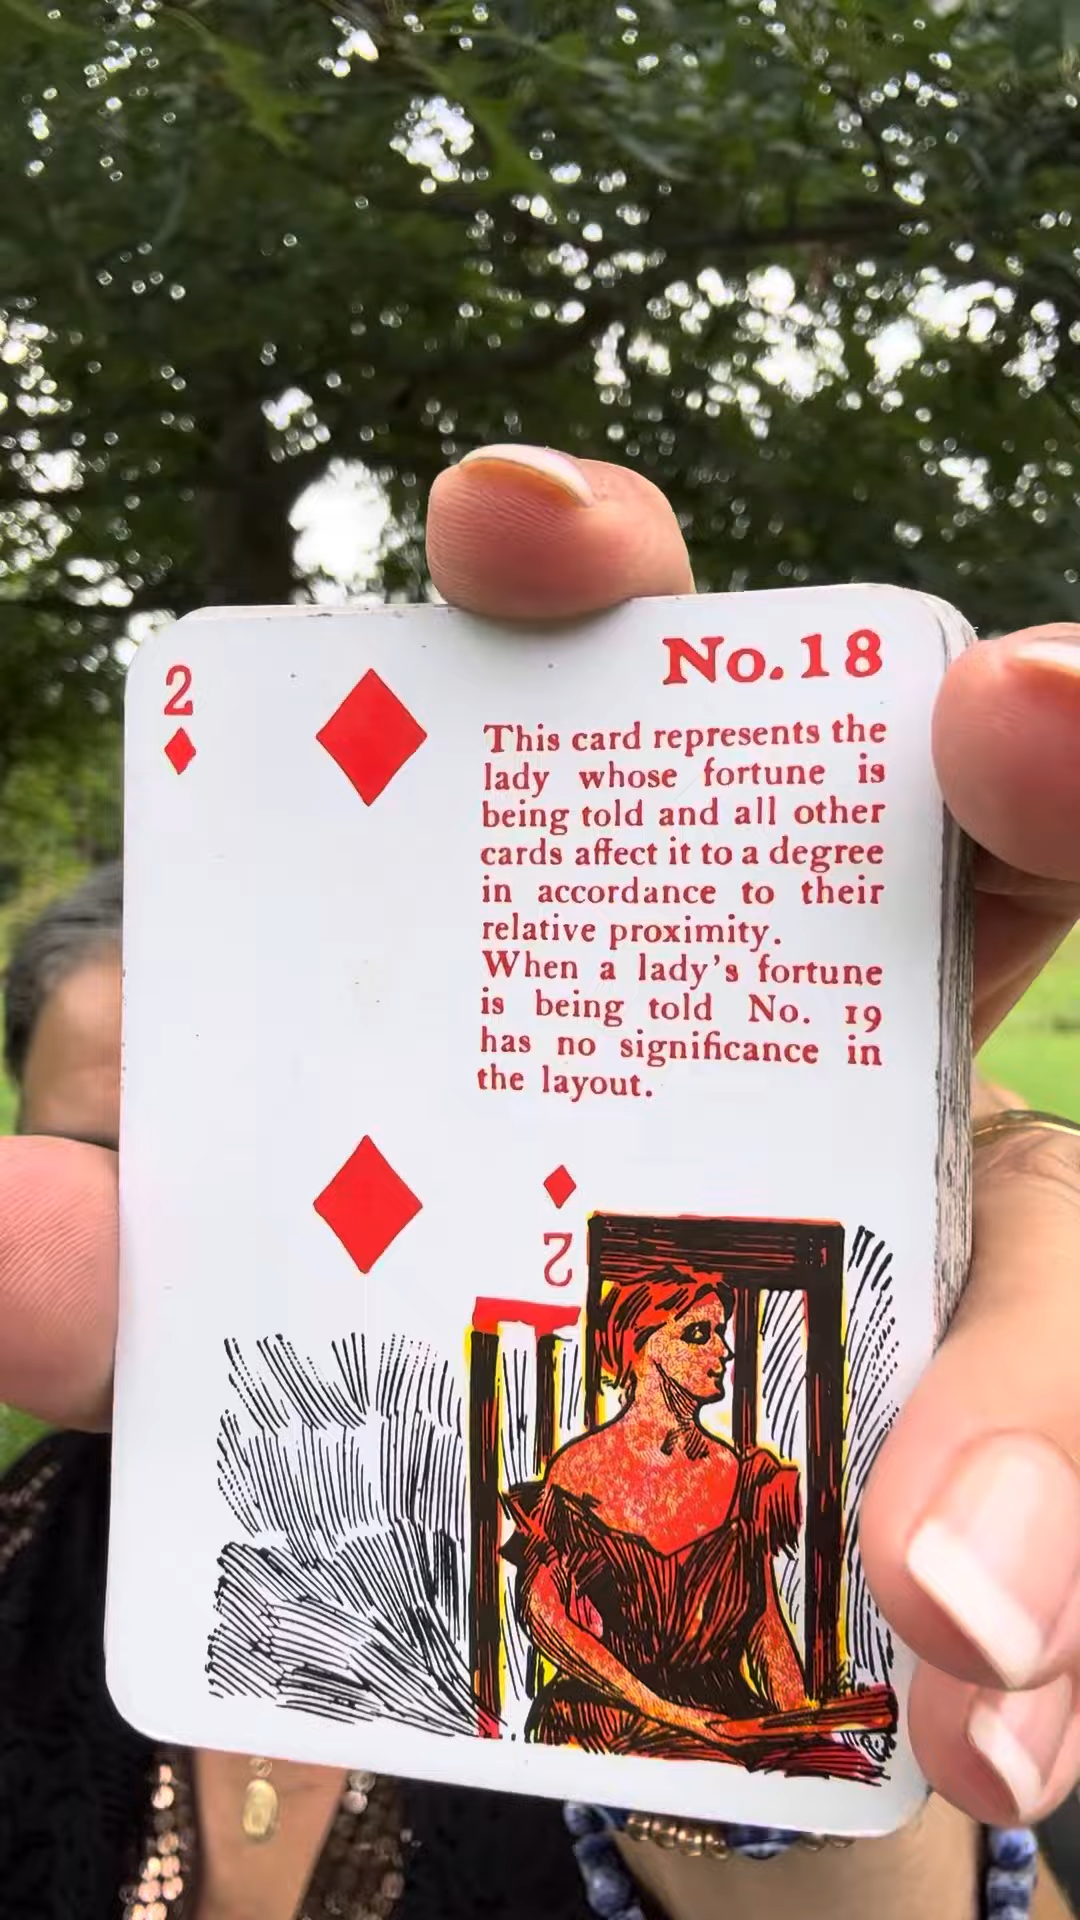 2
No.18
This card represents the
lady whose fortune is
being told and all other
cards affect it to a degree
in accordance to their
relative proximity.
When a lady's fortune
is being told No. 19
has no significance in
the layout.
2